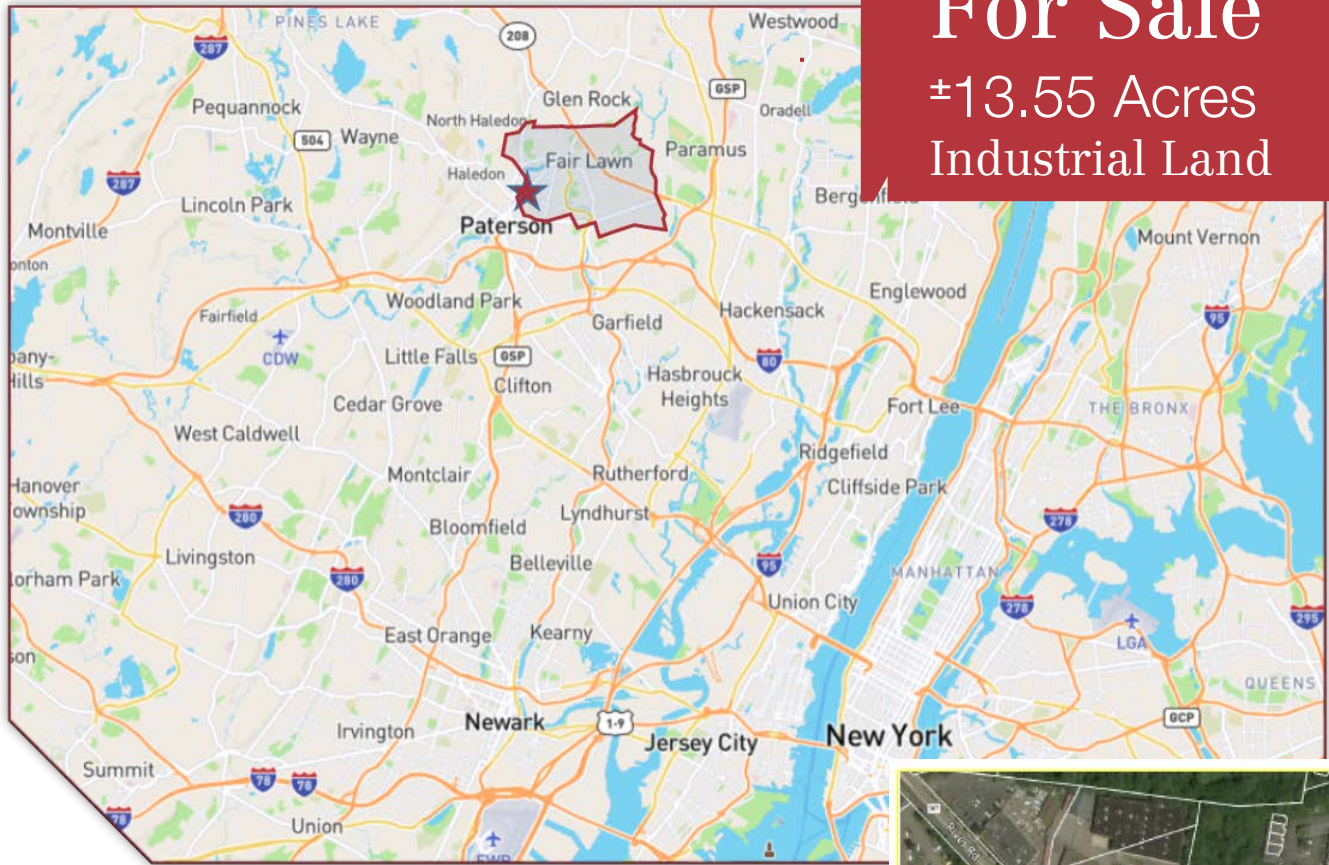 For Sale
±13.55 Acres
Industrial Land
PINES LAKE
Westwood
208
287
GSP
Pequannock
Glen Rock
Oradell
North Haledon
504
Wayne
Paramus
Fair Lawn
Haledon
287
Lincoln Park
Paterson
Montville
Mount Vernon
Woodland Park
Englewood
Hackensack
Fairfield
Garfield
95
CDW
Little Falls
GSP
80
Clifton
Hasbrouck
Heights
Cedar Grove
Fort Lee
THE BRONX
West Caldwell
Ridgefield
Montclair
Rutherford
Cliffside Park
Hanover
Lyndhurst
280
Bloomfield
278
Livingston
Belleville
95
MANHATTAN
280
Union City
278
295
East Orange
Kearny
LGA
QUEENS
Newark
1-9
GCP
Irvington
Jersey City
New York
Summit
78
78
78
Union